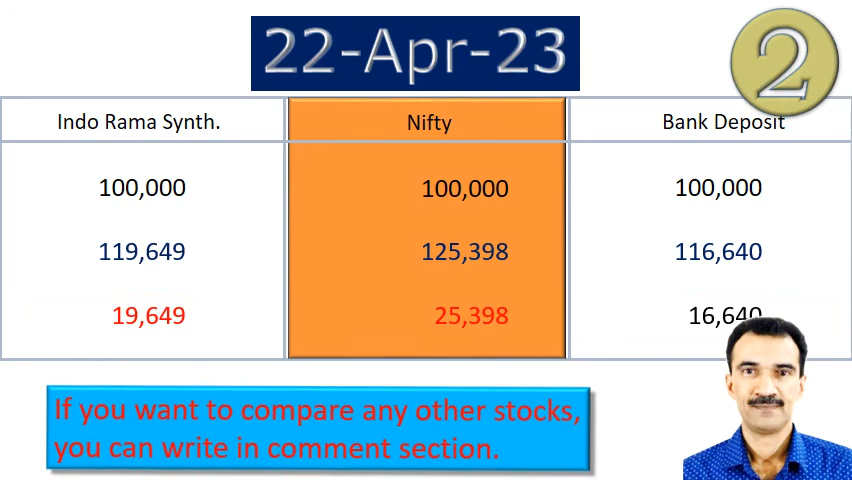 22-Apr-23
2
Indo Rama Synth. Nifty Bank Deposit
100,000 100,000 100,000
119,649 125,398 116,640
19,649 25,398 16,640
If you want to compare any other stocks,
you can write in comment section.